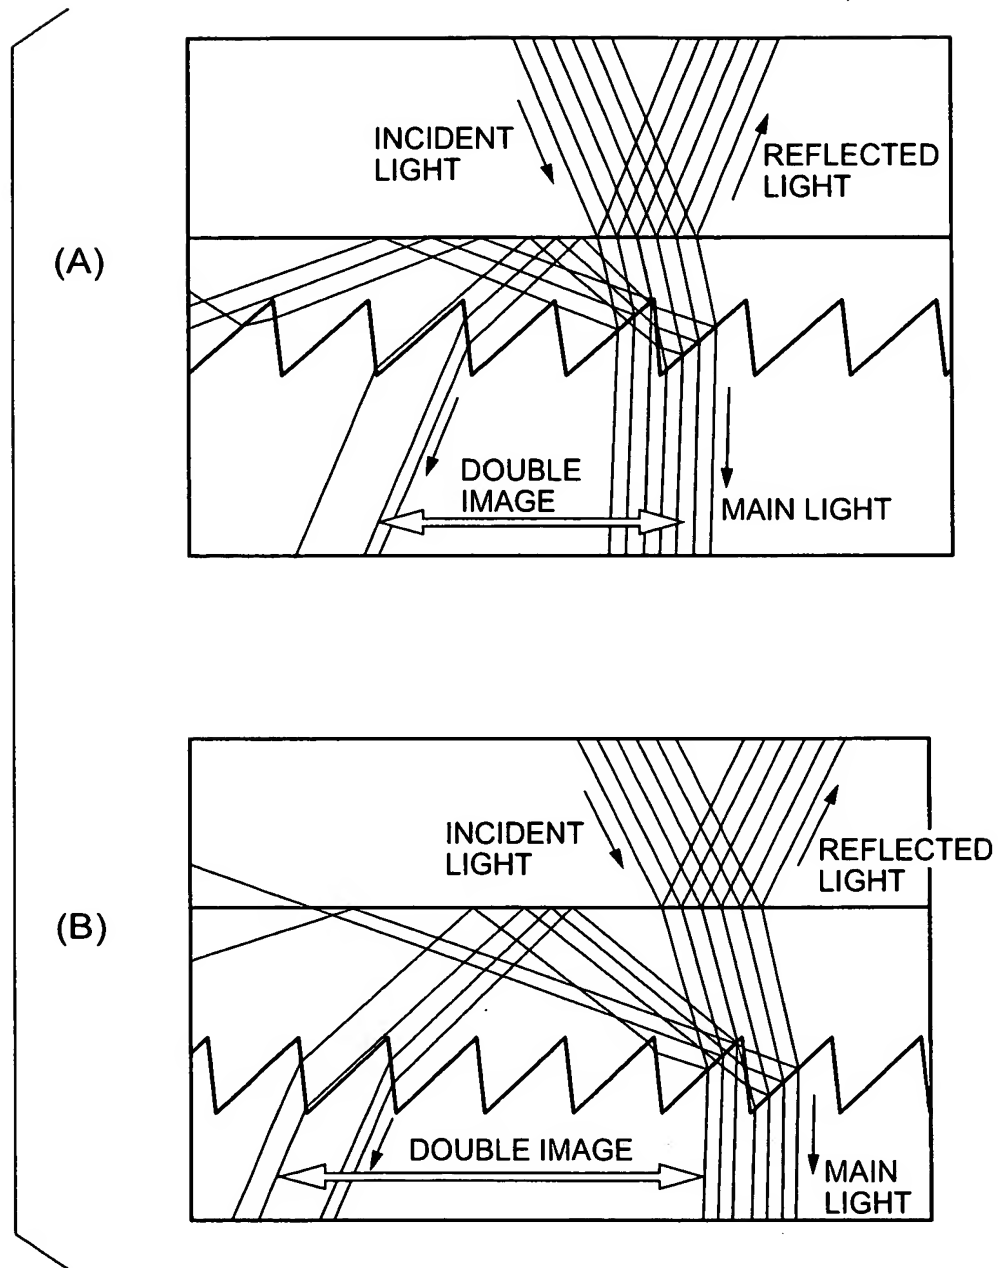 (A)
INCIDENT
LIGHT
REFLECTED
LIGHT
DOUBLE
IMAGE
MAIN LIGHT
(B)
INCIDENT
LIGHT
REFLECTED
LIGHT
DOUBLE IMAGE
MAIN
LIGHT